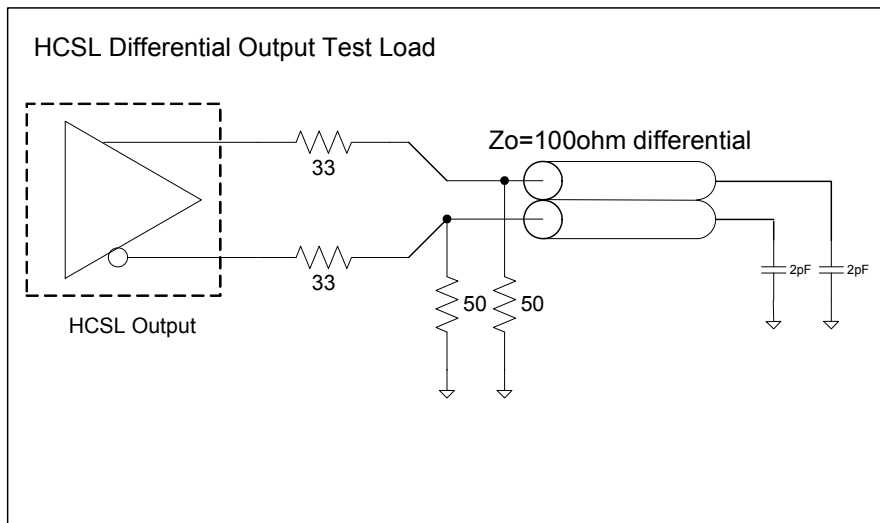 HCSL Differential Output Test Load
33
Zo=100ohm differential
33
50
50
2pF
2pF
HCSL Output